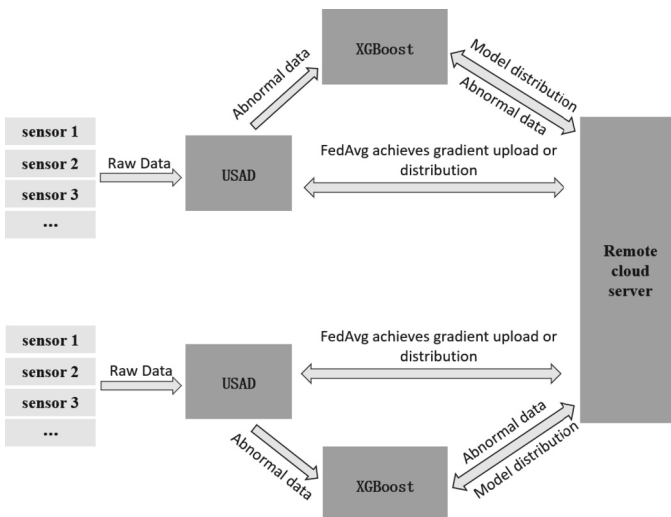 XGBoost
Abnormal data
Model distribution
Abnormal data
sensor 1
sensor 2
sensor 3
...
Raw Data
USAD
FedAvg achieves gradient upload or
distribution
Remote
cloud
server
sensor 1
sensor 2
sensor 3
...
Raw Data
USAD
FedAvg achieves gradient upload or
distribution
Abnormal data
XGBoost
Abnormal data
Model distribution